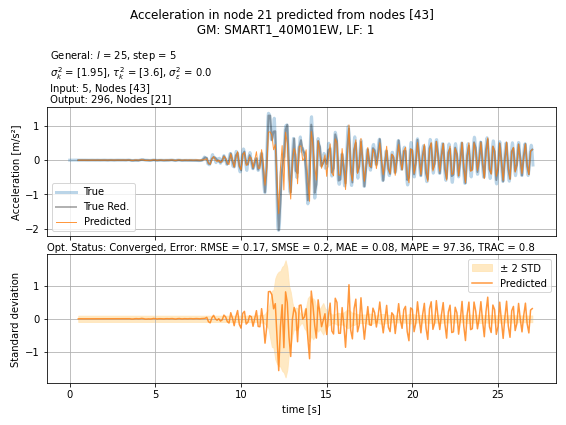 Acceleration in node 21 predicted from nodes [43]
GM: SMART1_40M01EW, LF: 1
General: l = 25, step = 5
σ²ₖ = [1.95], τ²ₖ = [3.6], σ²ε = 0.0
Input: 5, Nodes [43]
Output: 296, Nodes [21]
Acceleration [m/s²]
1
0
−1
−2
True
True Red.
Predicted
Opt. Status: Converged, Error: RMSE = 0.17, SMSE = 0.2, MAE = 0.08, MAPE = 97.36, TRAC = 0.8
Standard deviation
1
0
−1
± 2 STD
Predicted
0 5 10 15 20 25
time [s]